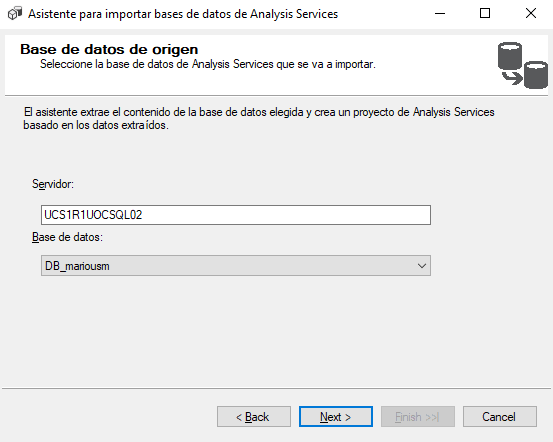 Asistente para importar bases de datos de Analysis Services
Base de datos de origen
Seleccione la base de datos de Analysis Services que se va a importar.
El asistente extrae el contenido de la base de datos elegida y crea un proyecto de Analysis Services
basado en los datos extraídos.
Servidor:
UCS1R1UOCSQL02
Base de datos:
DB_mariousm
< Back
Next >
Finish >>|
Cancel